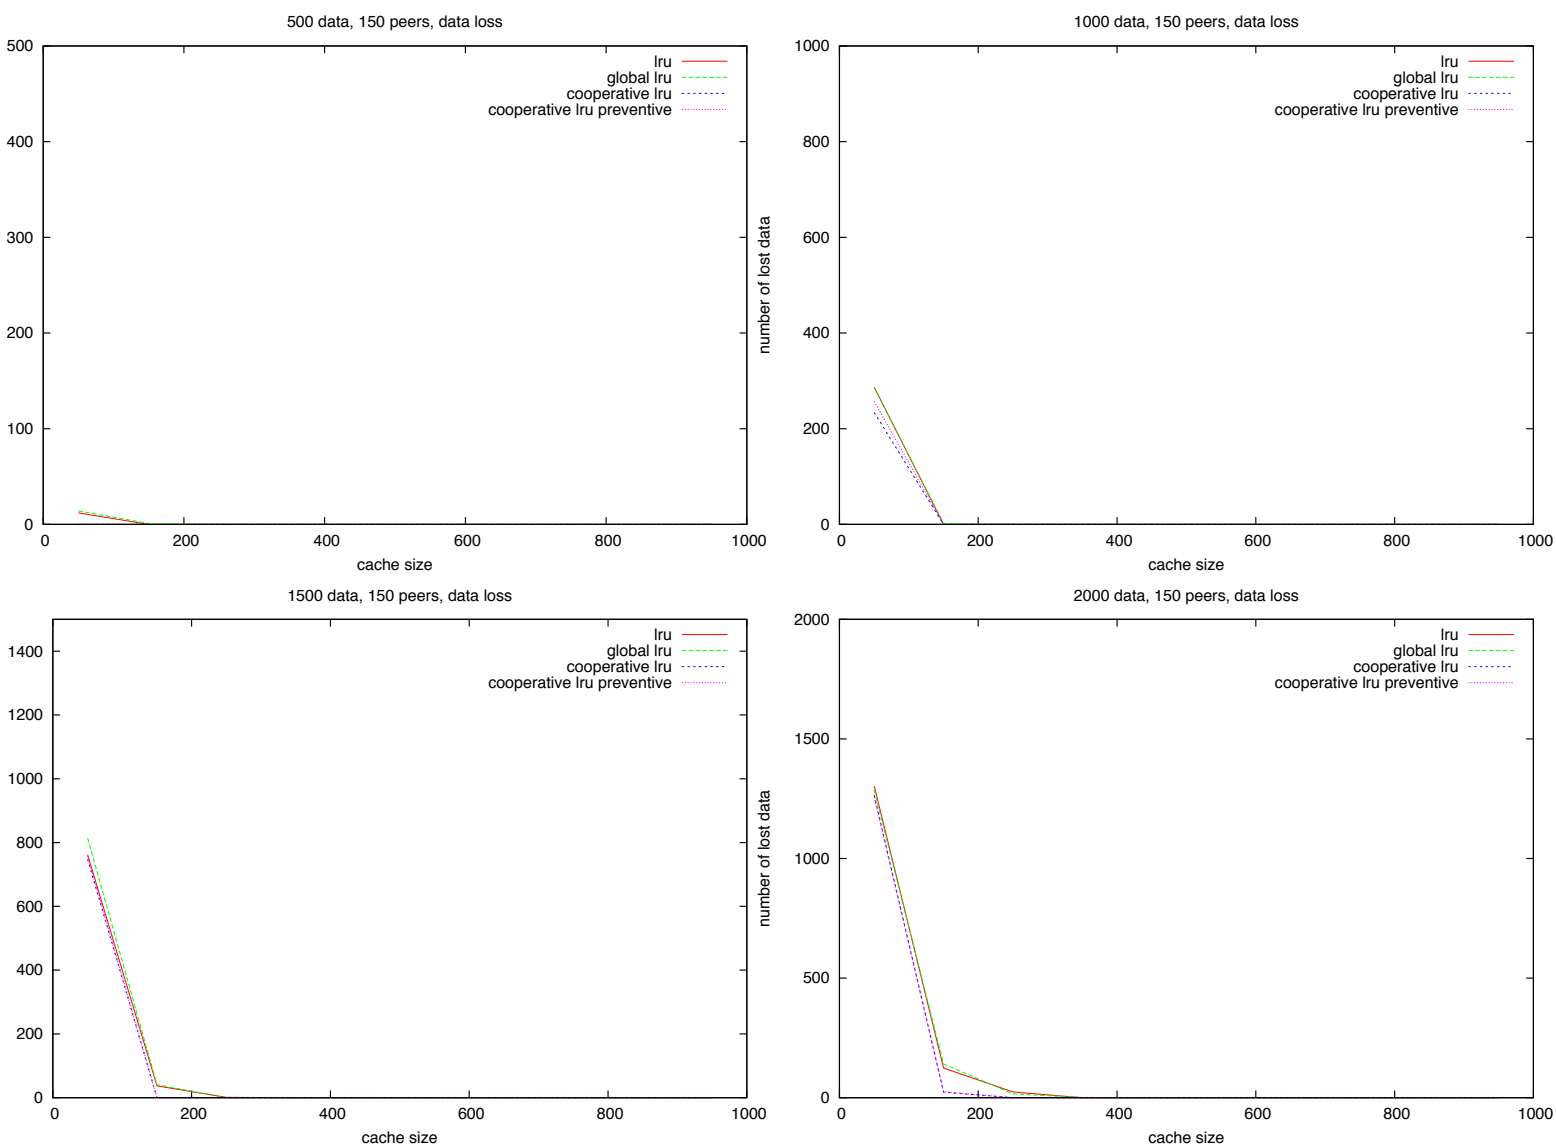 500 data, 150 peers, data loss
500
400
300
200
100
0
lru
global lru
cooperative lru
cooperative lru preventive
0 200 400 600 800 1000
cache size
1000 data, 150 peers, data loss
number of lost data
1000
800
600
400
200
0
lru
global lru
cooperative lru
cooperative lru preventive
0 200 400 600 800 1000
cache size
1500 data, 150 peers, data loss
1400
1200
1000
800
600
400
200
0
lru
global lru
cooperative lru
cooperative lru preventive
0 200 400 600 800 1000
cache size
2000 data, 150 peers, data loss
number of lost data
2000
1500
1000
500
0
lru
global lru
cooperative lru
cooperative lru preventive
0 200 400 600 800 1000
cache size